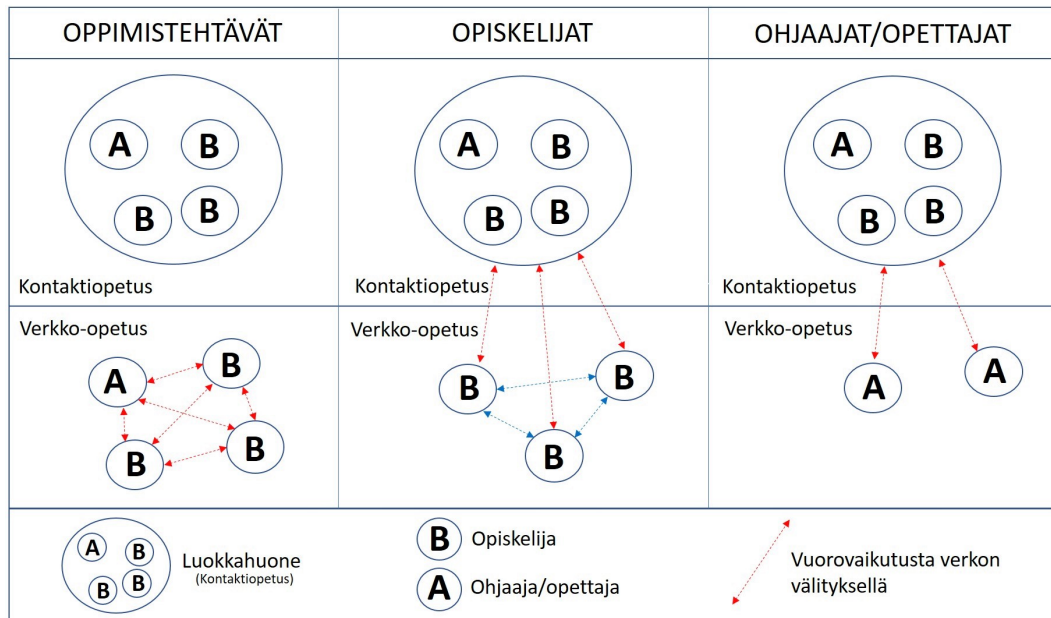 OPPIMISTEHTÄVÄT
OPISKELIJAT
OHJAAJAT/OPETTAJAT
A
B
B
B
Kontaktiopetus
A
B
B
B
Kontaktiopetus
A
B
B
B
Kontaktiopetus
Verkko-opetus
A
B
B
B
Verkko-opetus
B
B
B
Verkko-opetus
A
A
A
B
B
B
Luokkahuone
(Kontaktiopetus)
B Opiskelija
A Ohjaaja/opettaja
Vuorovaikutusta verkon
välityksellä